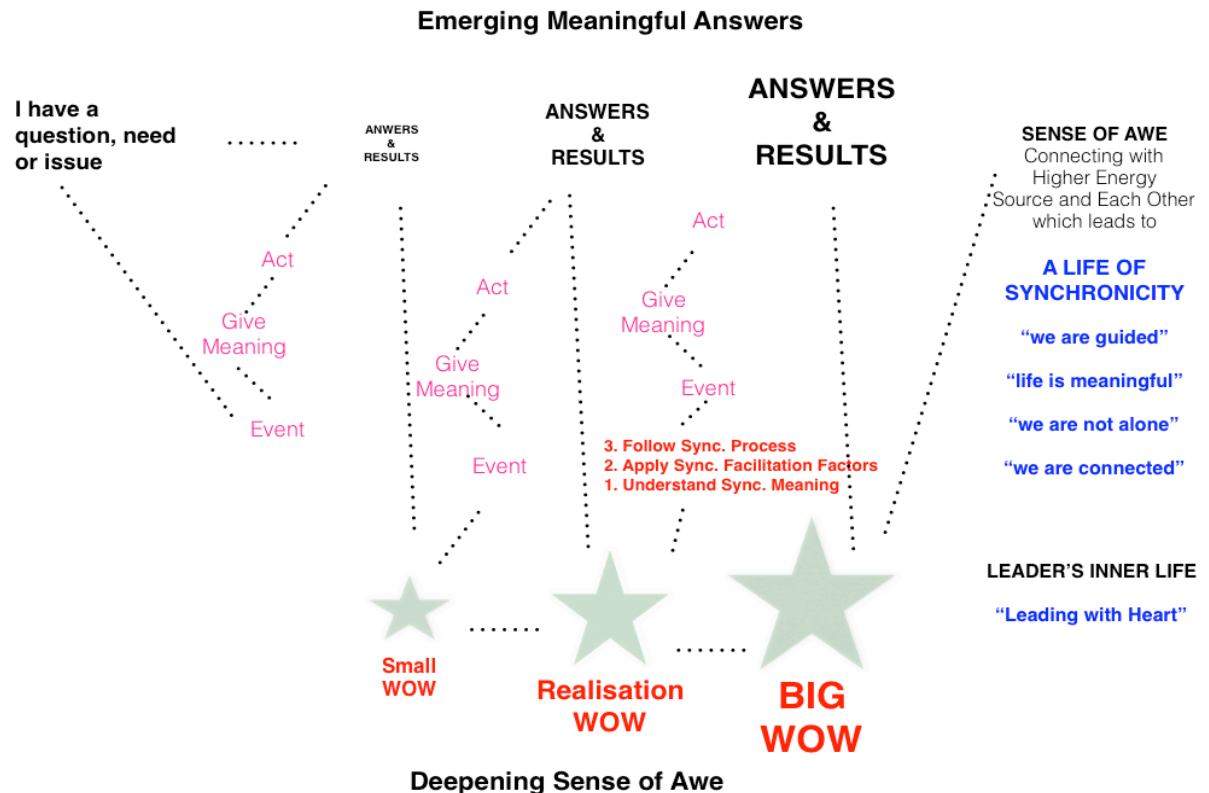 Emerging Meaningful Answers
I have a
question, need
or issue
ANWERS
&
RESULTS
ANSWERS
&
RESULTS
ANSWERS
&
RESULTS
SENSE OF AWE
Connecting with
Higher Energy
Source and Each Other
which leads to
Act
Give
Meaning
Event
Act
Give
Meaning
Event
Act
Give
Meaning
Event
3. Follow Sync. Process
2. Apply Sync. Facilitation Factors
1. Understand Sync. Meaning
A LIFE OF
SYNCHRONICITY
“we are guided”
“life is meaningful”
“we are not alone”
“we are connected”
LEADER’S INNER LIFE
“Leading with Heart”
Small
WOW
Realisation
WOW
BIG
WOW
Deepening Sense of Awe